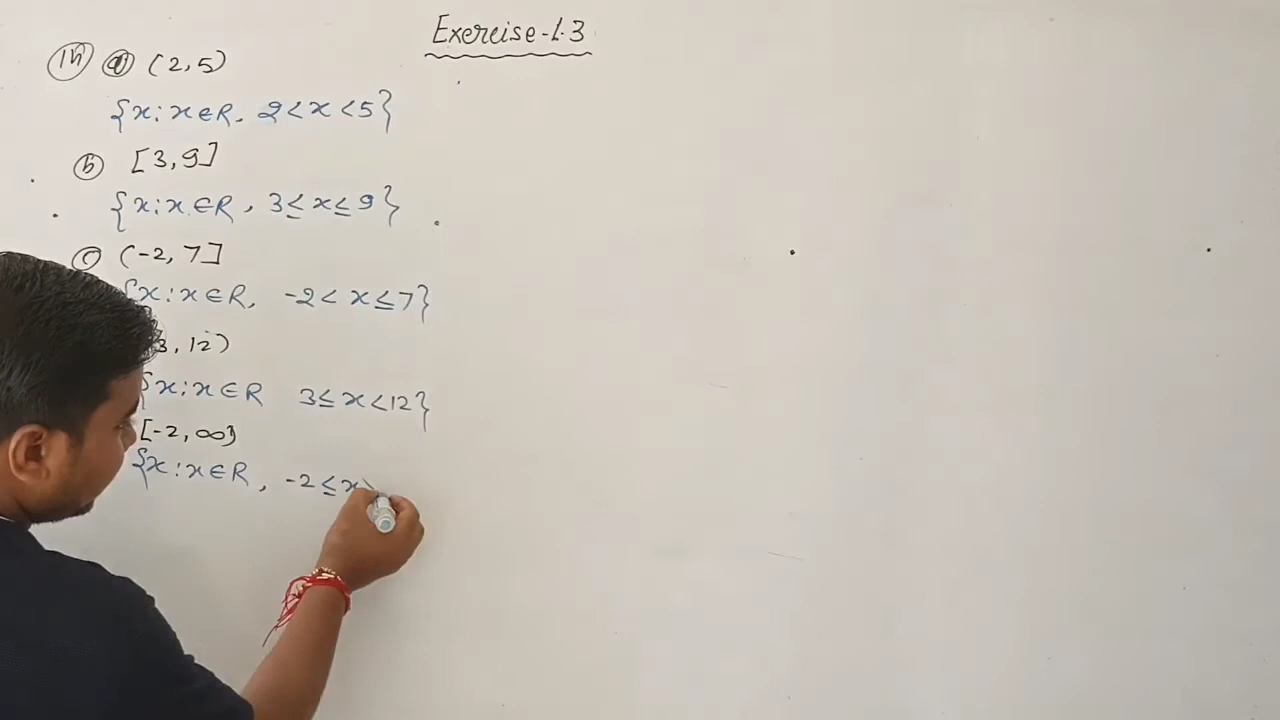 Exercise-1.3
(a) (2,5)
{x:x∈R, 2<x<5}
(b) [3,9]
{x:x∈R, 3≤x≤9}
(c) (-2, 7]
{x:x∈R, -2< x≤7}
3, 12)
{x:x∈R 3≤x<12}
[-2, ∞)
{x:x∈R, -2≤x